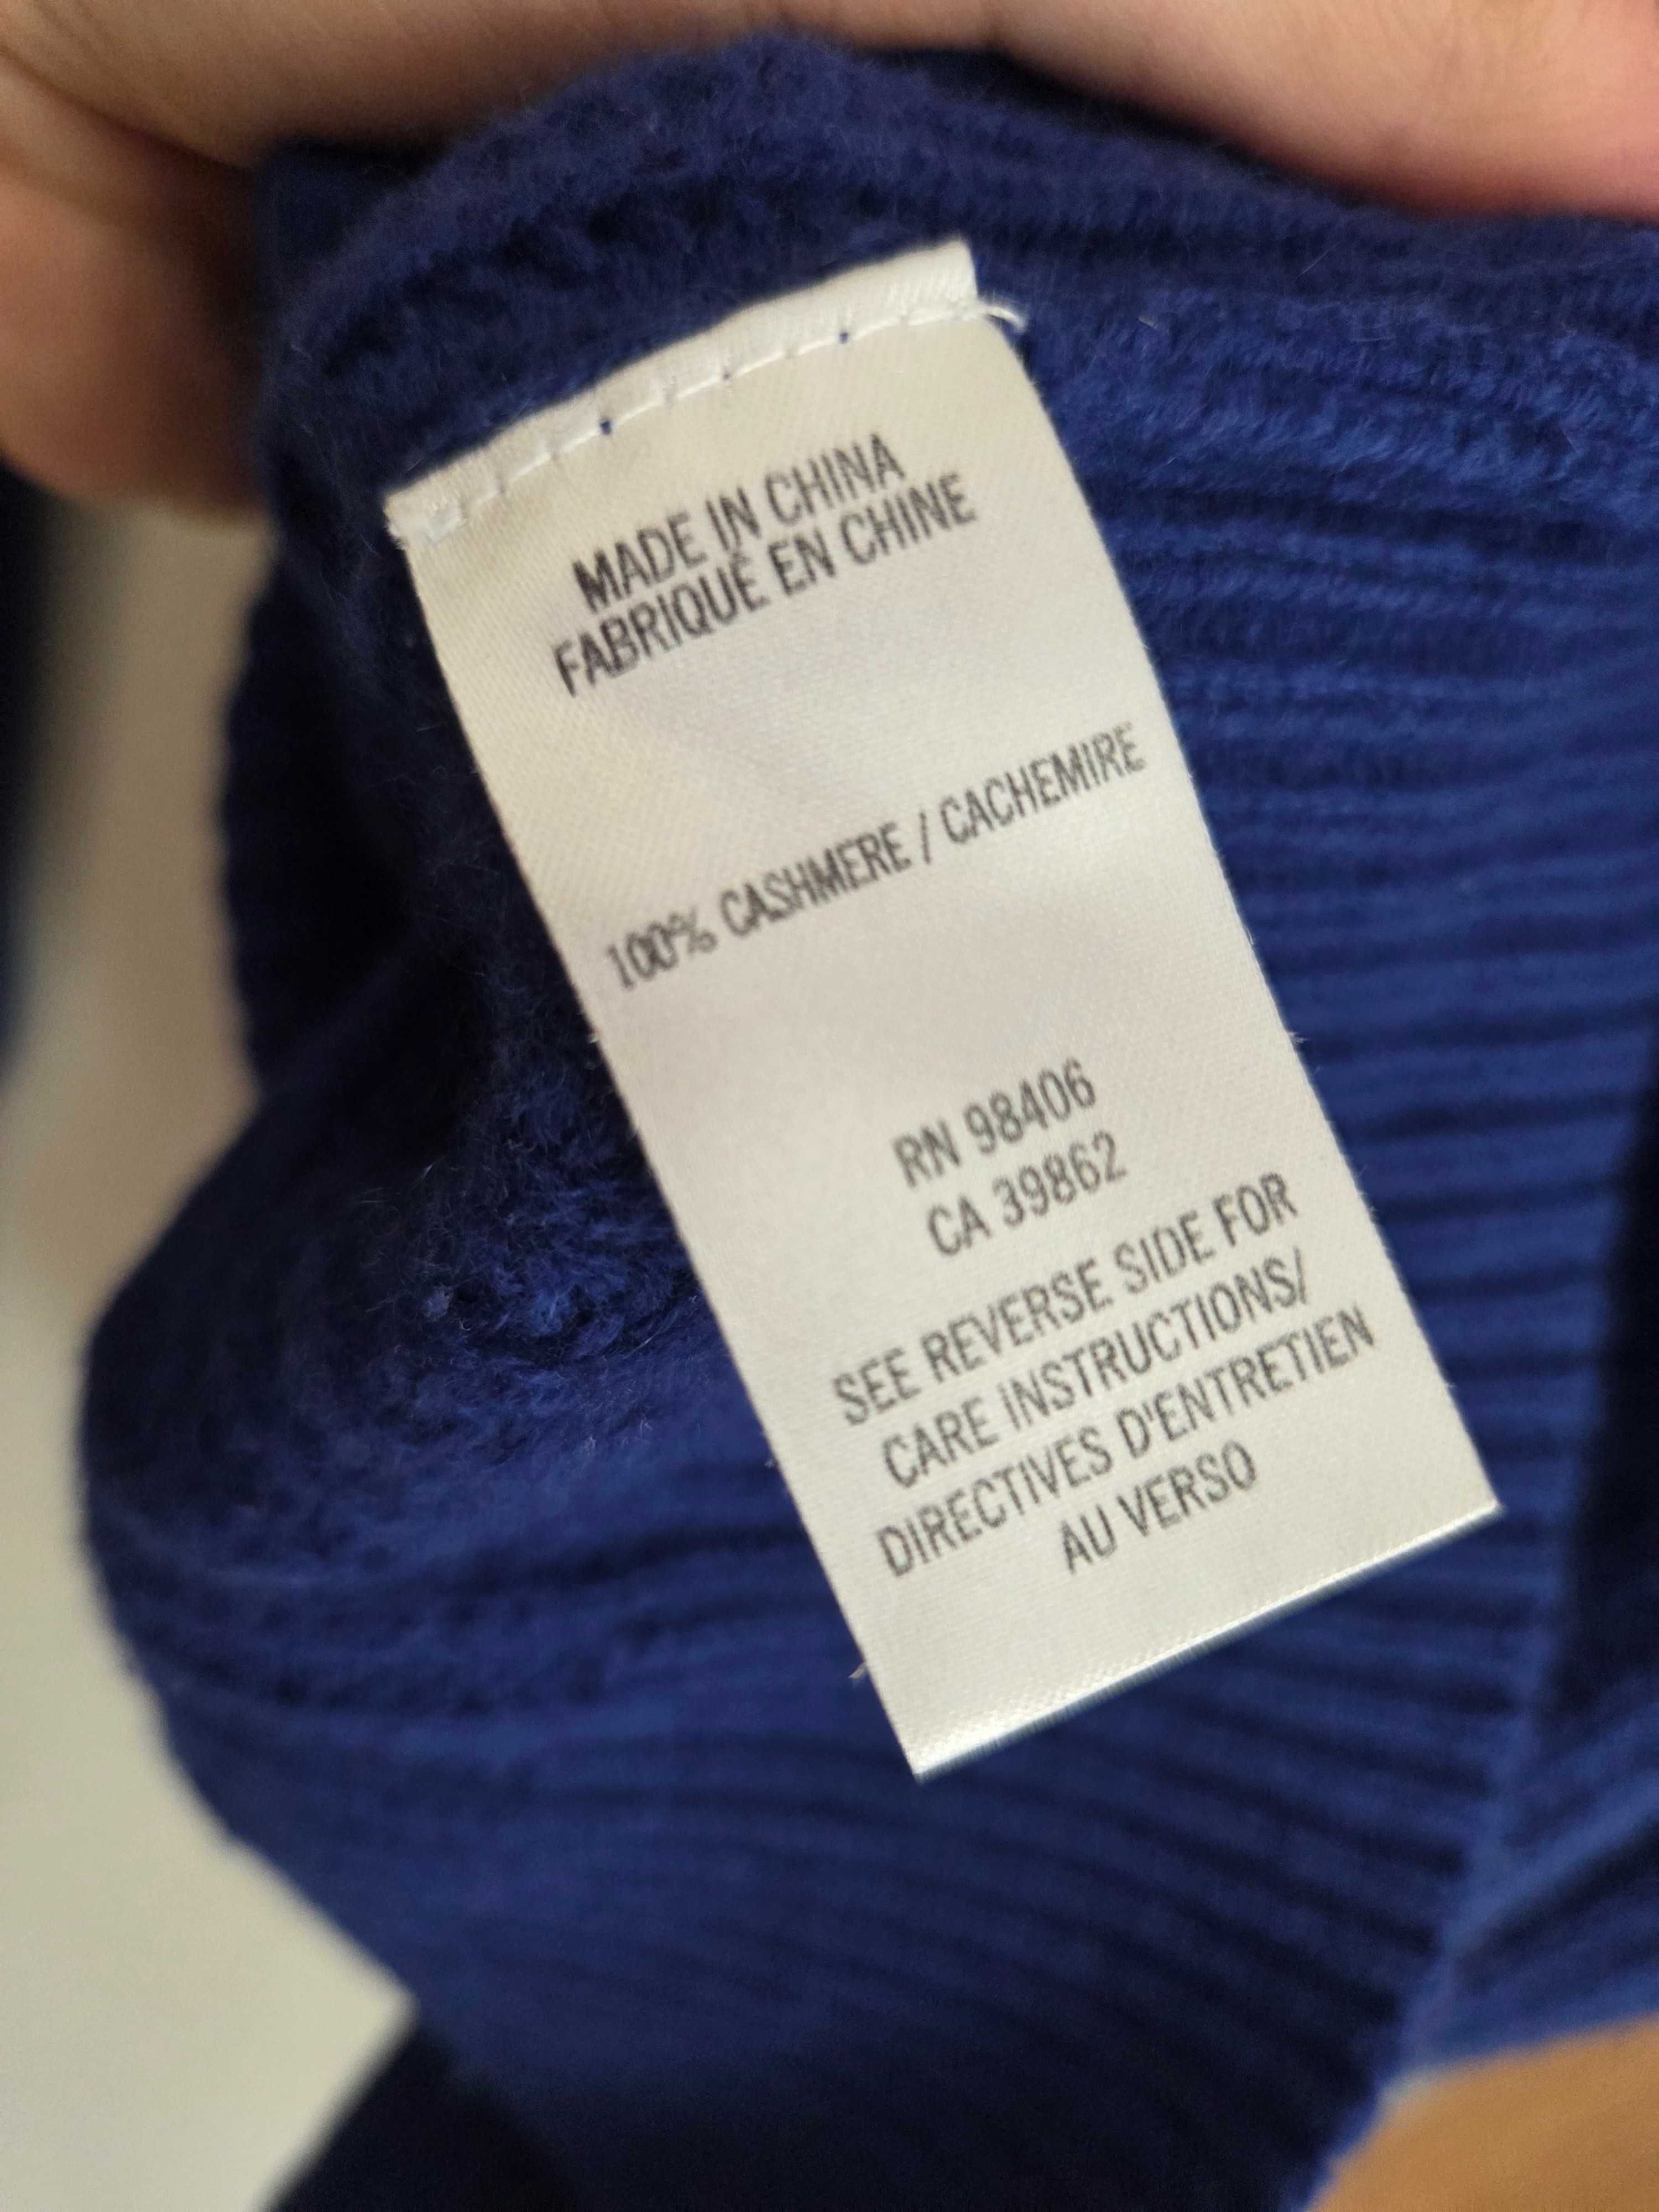 MADE IN CHINA
FABRIQUÉ EN CHINE
100% CASHMERE / CACHEMIRE
RN 98406
CA 39862
SEE REVERSE SIDE FOR
CARE INSTRUCTIONS/
DIRECTIVES D'ENTRETIEN
AU VERSO